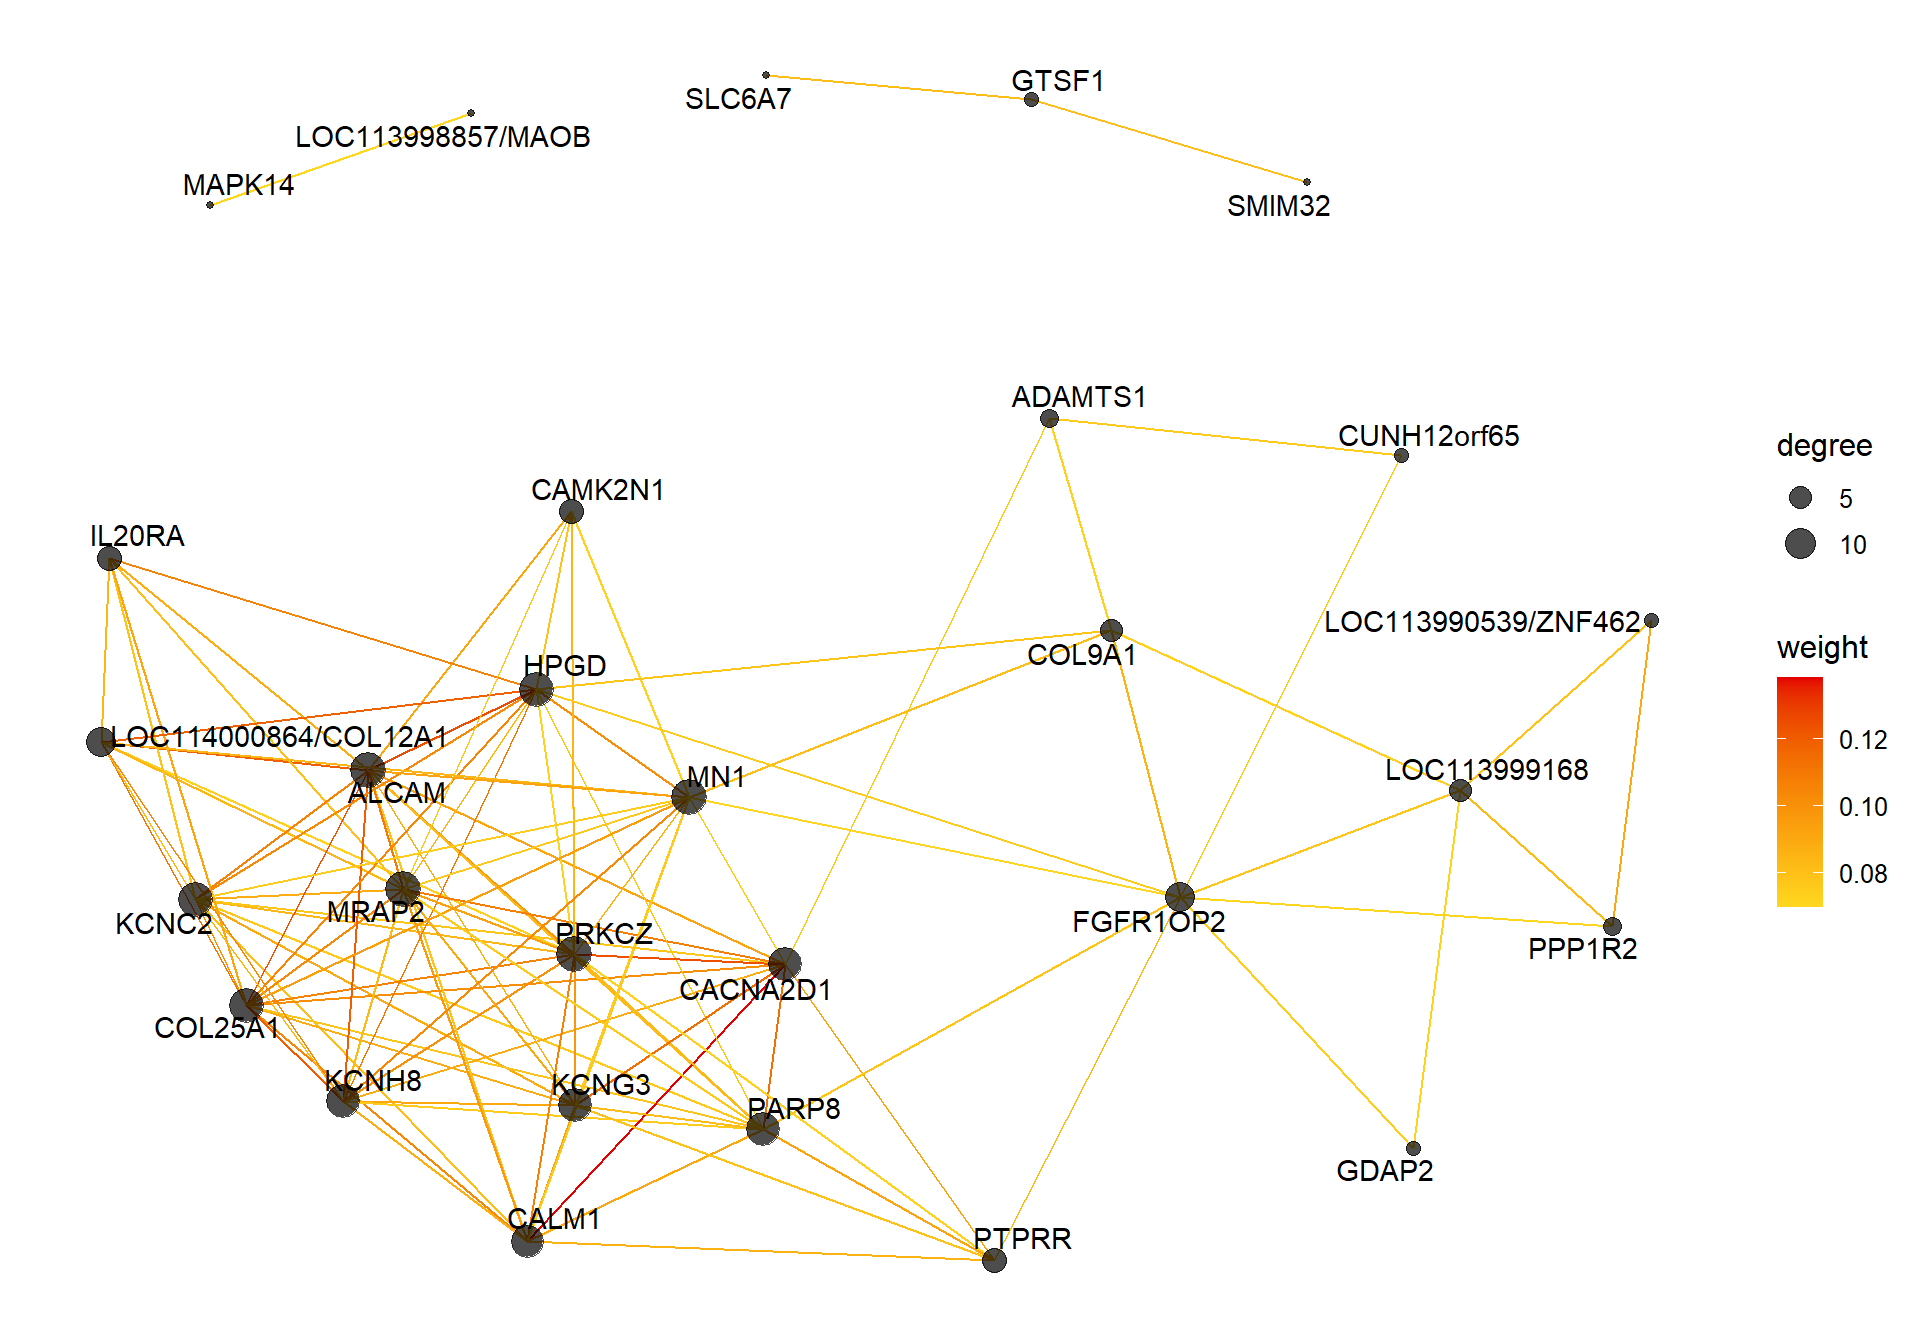 GTSF1
SLC6A7
LOC113998857/MAOB
MAPK14
SMIM32
ADAMTS1
CUNH12orf65
degree
CAMK2N1
5
IL20RA
10
LOC113990539/ZNF462
weight
COL9A1
HPGD
LOC114000864/COL12A1
0.12
LOC113999168
MN1
ALCAM
0.10
0.08
MRAP2
KCNC2
FGFR1OP2
PRKCZ
PPP1R2
CACNA2D1
COL25A1
KCNH8
KCNG3
PARP8
GDAP2
CALM1
PTPRR